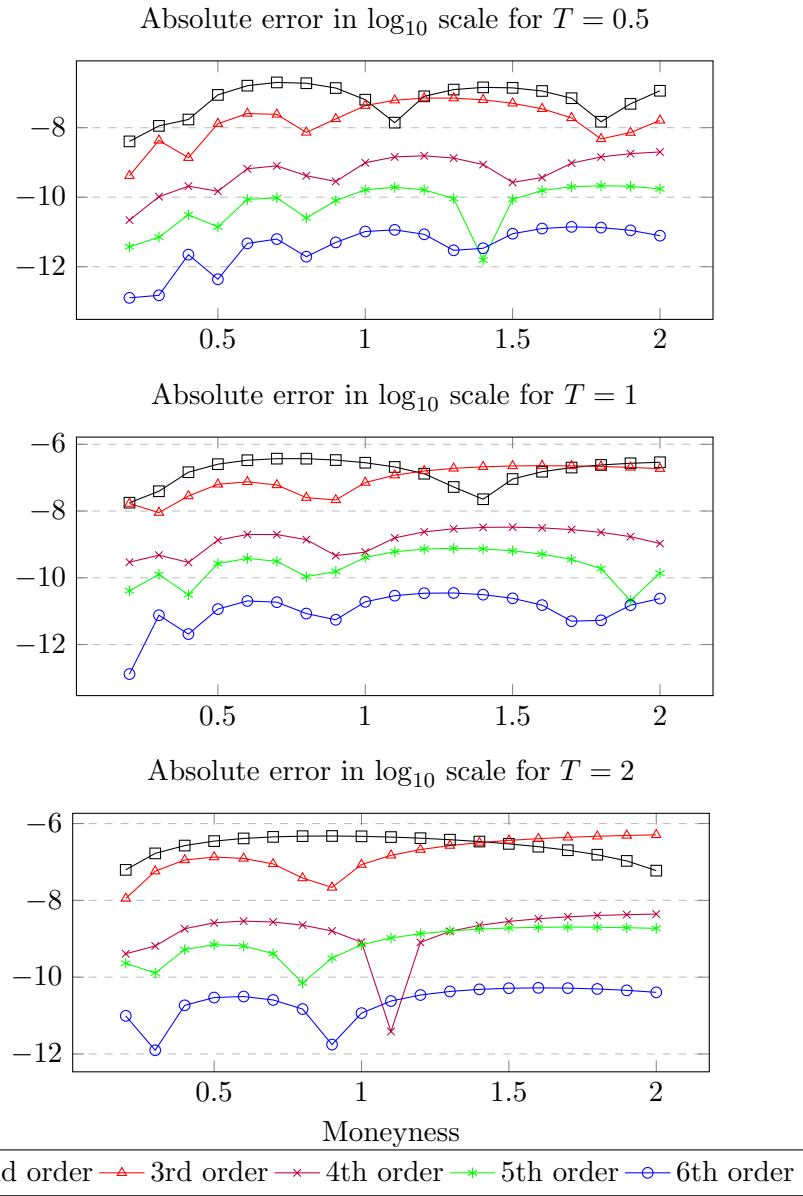 Absolute error in log₁₀ scale for T = 0.5
−8
−10
−12
0.5 1 1.5 2
Absolute error in log₁₀ scale for T = 1
−6
−8
−10
−12
0.5 1 1.5 2
Absolute error in log₁₀ scale for T = 2
−6
−8
−10
−12
0.5 1 1.5 2
Moneyness
d order 3rd order 4th order 5th order 6th order